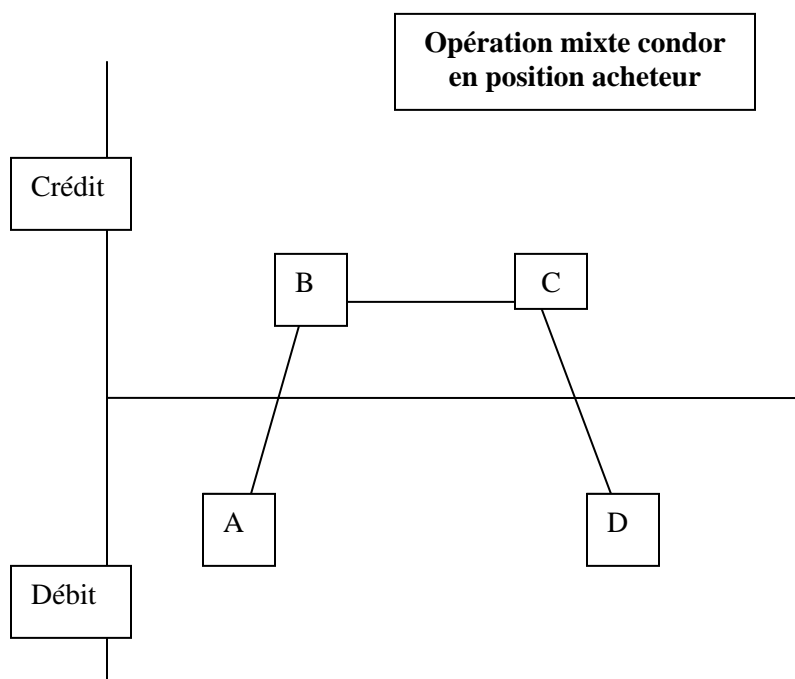 Opération mixte condor
en position acheteur
Crédit
B
C
A
D
Débit